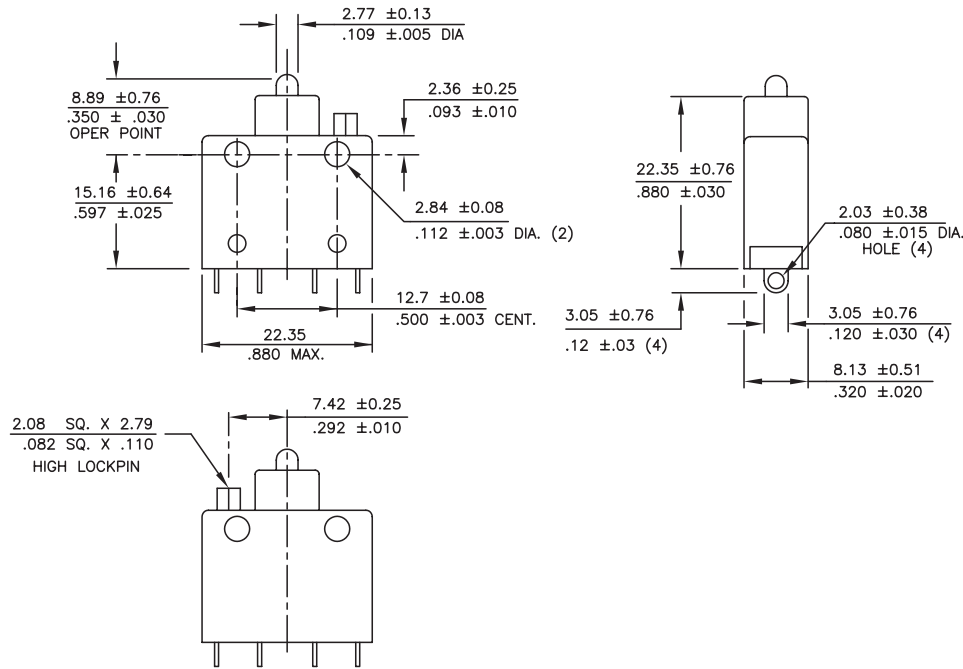 2.77 ±0.13
.109 ±.005 DIA
8.89 ±0.76
.350 ± .030
OPER POINT
2.36 ±0.25
.093 ±.010
15.16 ±0.64
.597 ±.025
2.84 ±0.08
.112 ±.003 DIA. (2)
12.7 ±0.08
.500 ±.003 CENT.
22.35
.880 MAX.
22.35 ±0.76
.880 ±.030
2.03 ±0.38
.080 ±.015 DIA.
HOLE (4)
3.05 ±0.76
.12 ±.03 (4)
3.05 ±0.76
.120 ±.030 (4)
8.13 ±0.51
.320 ±.020
7.42 ±0.25
.292 ±.010
2.08 SQ. X 2.79
.082 SQ. X .110
HIGH LOCKPIN